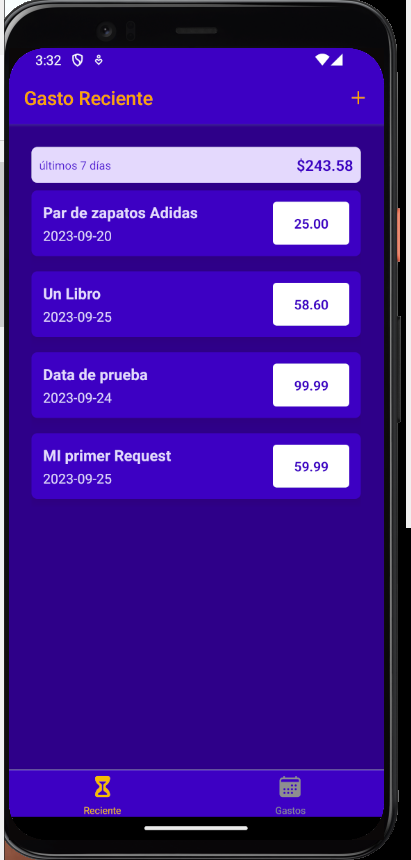 3:32
Gasto Reciente
+
últimos 7 días $243.58
Par de zapatos Adidas
2023-09-20
25.00
Un Libro
2023-09-25
58.60
Data de prueba
2023-09-24
99.99
MI primer Request
2023-09-25
59.99
Reciente
Gastos